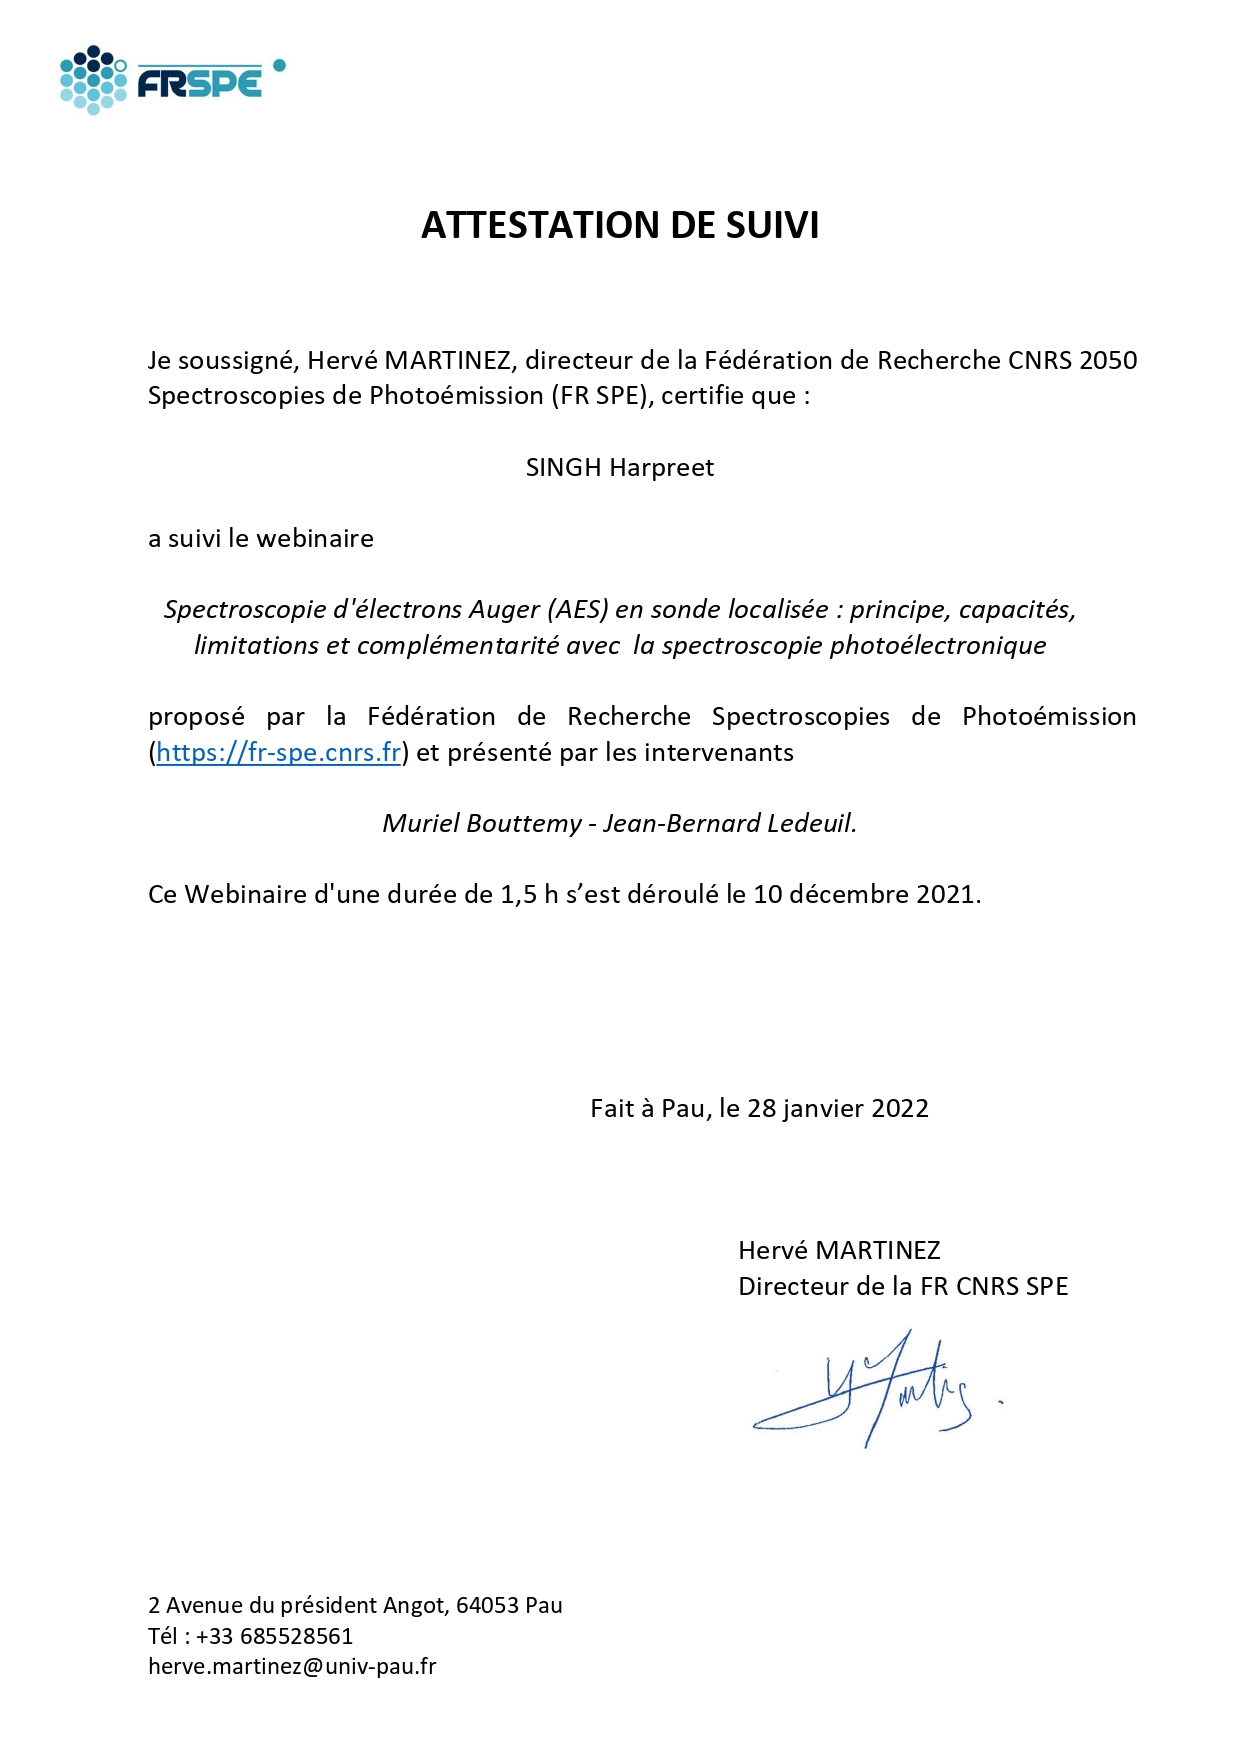 FRSPE
ATTESTATION DE SUIVI
Je soussigné, Hervé MARTINEZ, directeur de la Fédération de Recherche CNRS 2050
Spectroscopies de Photoémission (FR SPE), certifie que :
SINGH Harpreet
a suivi le webinaire
Spectroscopie d'électrons Auger (AES) en sonde localisée : principe, capacités,
limitations et complémentarité avec  la spectroscopie photoélectronique
proposé par la Fédération de Recherche Spectroscopies de Photoémission
(https://fr-spe.cnrs.fr) et présenté par les intervenants
Muriel Bouttemy - Jean-Bernard Ledeuil.
Ce Webinaire d'une durée de 1,5 h s’est déroulé le 10 décembre 2021.
Fait à Pau, le 28 janvier 2022
Hervé MARTINEZ
Directeur de la FR CNRS SPE
2 Avenue du président Angot, 64053 Pau
Tél : +33 685528561
herve.martinez@univ-pau.fr